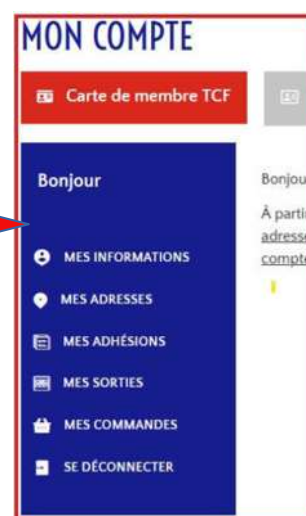 MON COMPTE
Carte de membre TCF
Bonjour
MES INFORMATIONS
MES ADRESSES
MES ADHÉSIONS
MES SORTIES
MES COMMANDES
SE DÉCONNECTER
Bonjou
À parti
adresse
compte